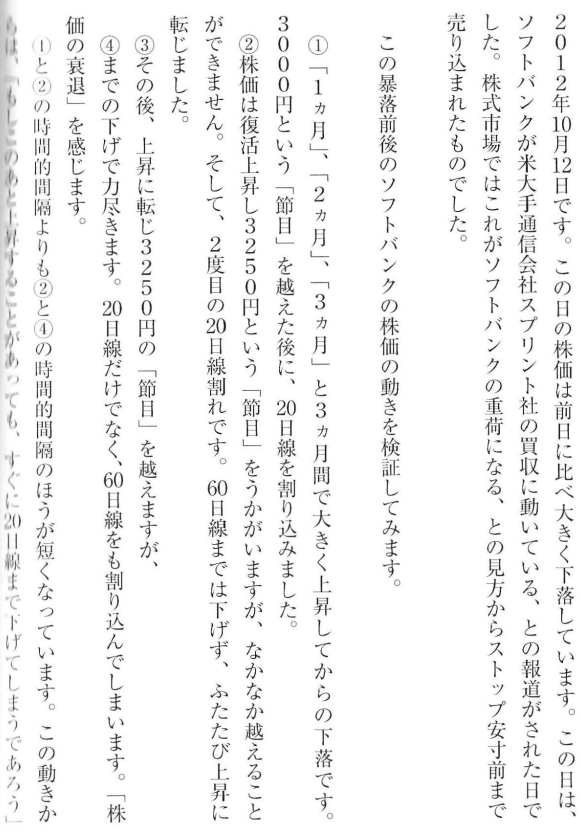 2012年10月12日です。この日の株価は前日に比べ大きく下落しています。この日は、
ソフトバンクが米大手通信会社スプリント社の買収に動いている、との報道がされた日で
した。株式市場ではこれがソフトバンクの重荷になる、との見方からストップ安寸前まで
売り込まれたものでした。
この暴落前後のソフトバンクの株価の動きを検証してみます。
①「1ヵ月」、「2ヵ月」、「3ヵ月」と3ヵ月間で大きく上昇してからの下落です。
3000円という「節目」を越えた後に、20日線を割り込みました。
②株価は復活上昇し3250円という「節目」をうかがいますが、なかなか越えること
ができません。そして、2度目の20日線割れです。60日線までは下げず、ふたたび上昇に
転じました。
③その後、上昇に転じ3250円の「節目」を越えますが、
④までの下げで力尽きます。20日線だけでなく、60日線をも割り込んでしまいます。「株
価の衰退」を感じます。
①と②の時間的間隔よりも②と④の時間的間隔のほうが短くなっています。この動きか
らは、「もしこのあと上昇することがあっても、すぐに20日線まで下げてしまうであろう」